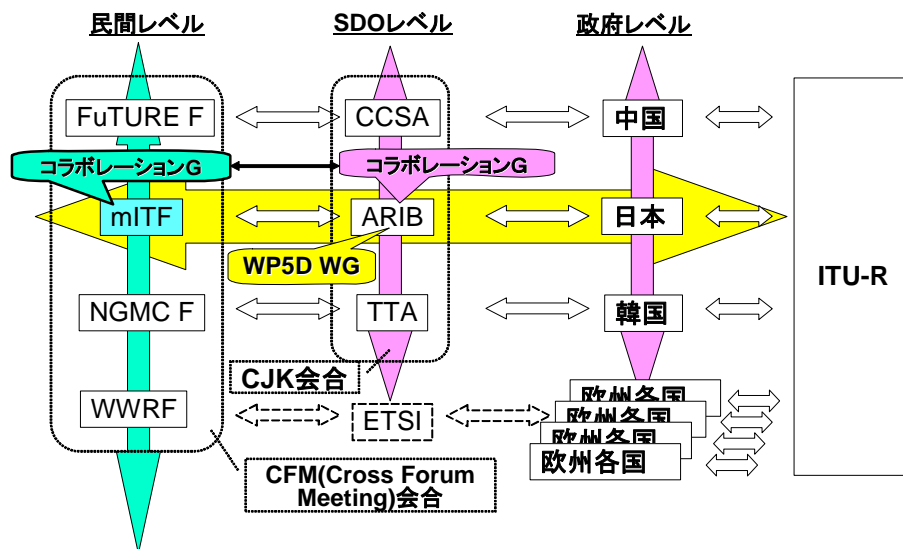 民間レベル
SDOレベル
政府レベル
FuTURE F
CCSA
中国
コラボレーションG
コラボレーションG
mITF
ARIB
日本
WP5D WG
ITU-R
NGMC F
TTA
韓国
CJK会合
WWRF
ETSI
欧州各国
欧州各国
欧州各国
欧州各国
CFM(Cross Forum
Meeting)会合